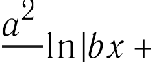 a² ln|bx +